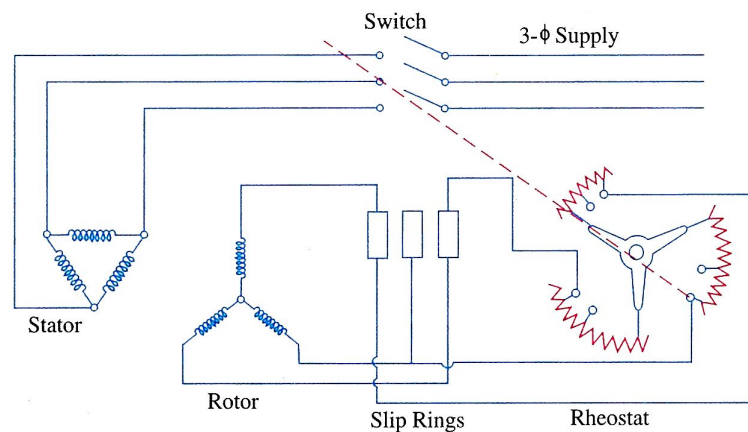 Switch
3-ϕ Supply
Stator
Rotor
Slip Rings
Rheostat